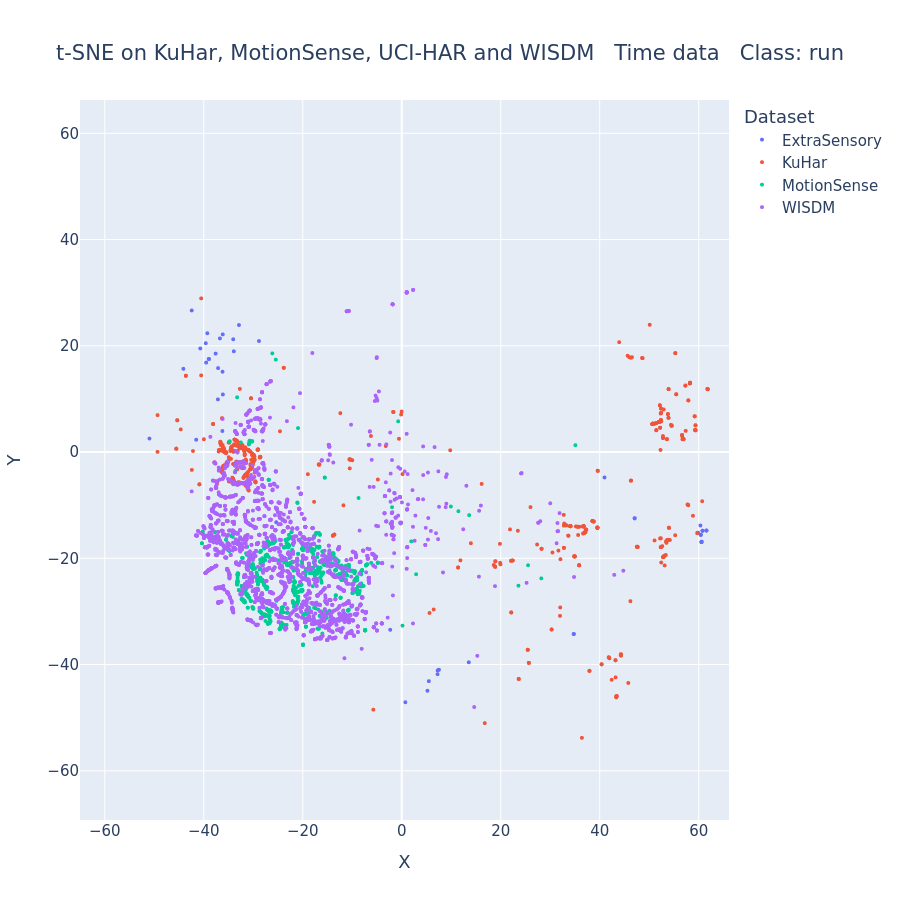 t-SNE on KuHar, MotionSense, UCI-HAR and WISDM   Time data   Class: run
Dataset
ExtraSensory
KuHar
MotionSense
WISDM
60
40
20
0
−20
−40
−60
Y
−60 −40 −20 0 20 40 60
X